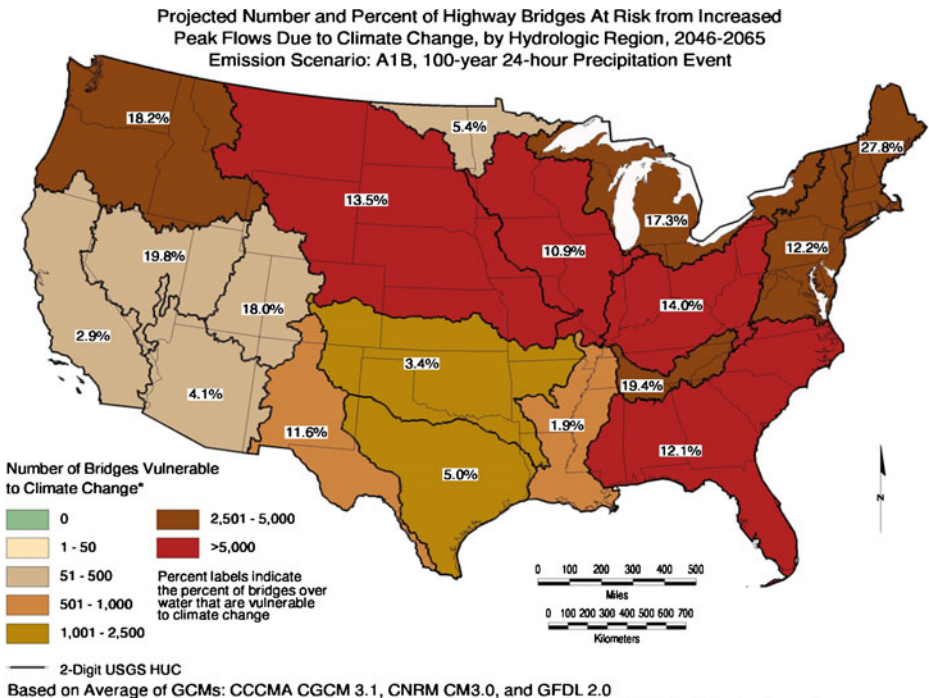 Projected Number and Percent of Highway Bridges At Risk from Increased
Peak Flows Due to Climate Change, by Hydrologic Region, 2046-2065
Emission Scenario: A1B, 100-year 24-hour Precipitation Event
18.2%
5.4%
27.8%
13.5%
17.3%
12.2%
10.9%
19.8%
14.0%
18.0%
2.9%
3.4%
4.1%
19.4%
11.6%
1.9%
12.1%
5.0%
Number of Bridges Vulnerable
to Climate Change*
0
1 - 50
51 - 500
501 - 1,000
1,001 - 2,500
2,501 - 5,000
>5,000
Percent labels indicate
the percent of bridges over
water that are vulnerable
to climate change
2-Digit USGS HUC
N
0 100 200 300 400 500
Miles
0 100 200 300 400 500 600 700
Kilometers
Based on Average of GCMs: CCCMA CGCM 3.1, CNRM CM3.0, and GFDL 2.0